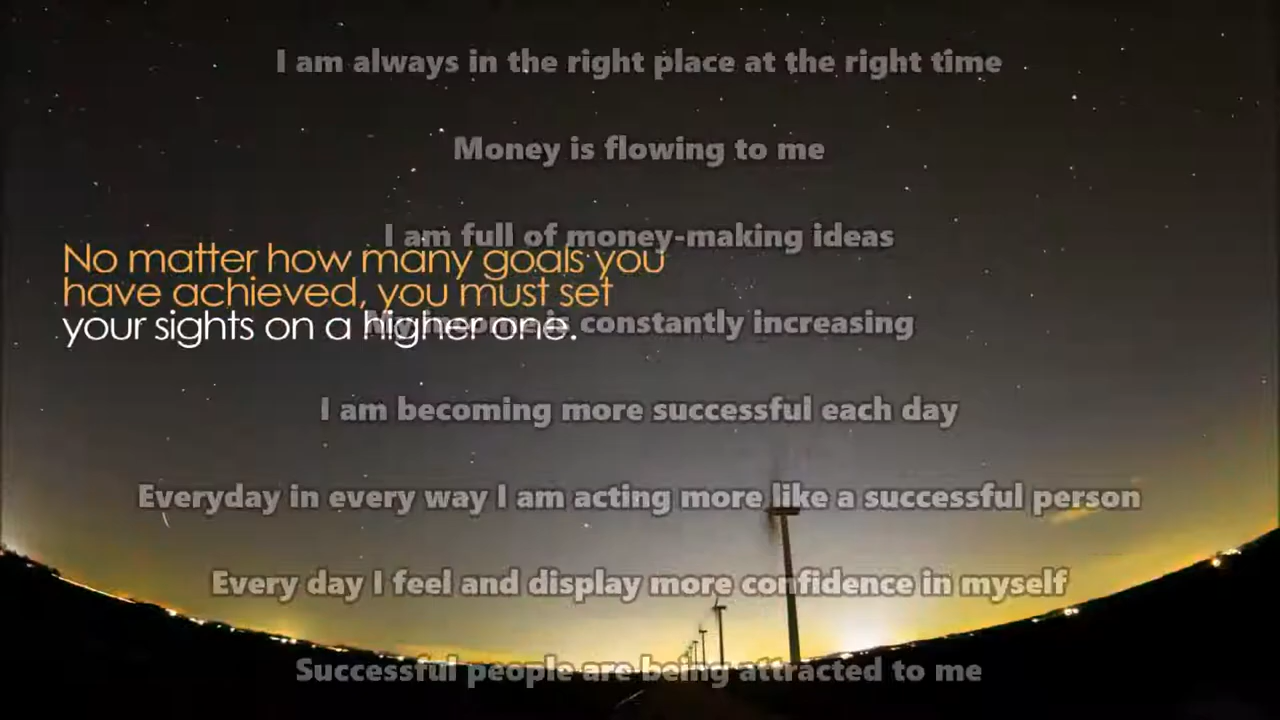 I am always in the right place at the right time
Money is flowing to me
I am full of money-making ideas
No matter how many goals you
have achieved, you must set
your sights on a higher one.
My income is constantly increasing
I am becoming more successful each day
Everyday in every way I am acting more like a successful person
Every day I feel and display more confidence in myself
Successful people are being attracted to me